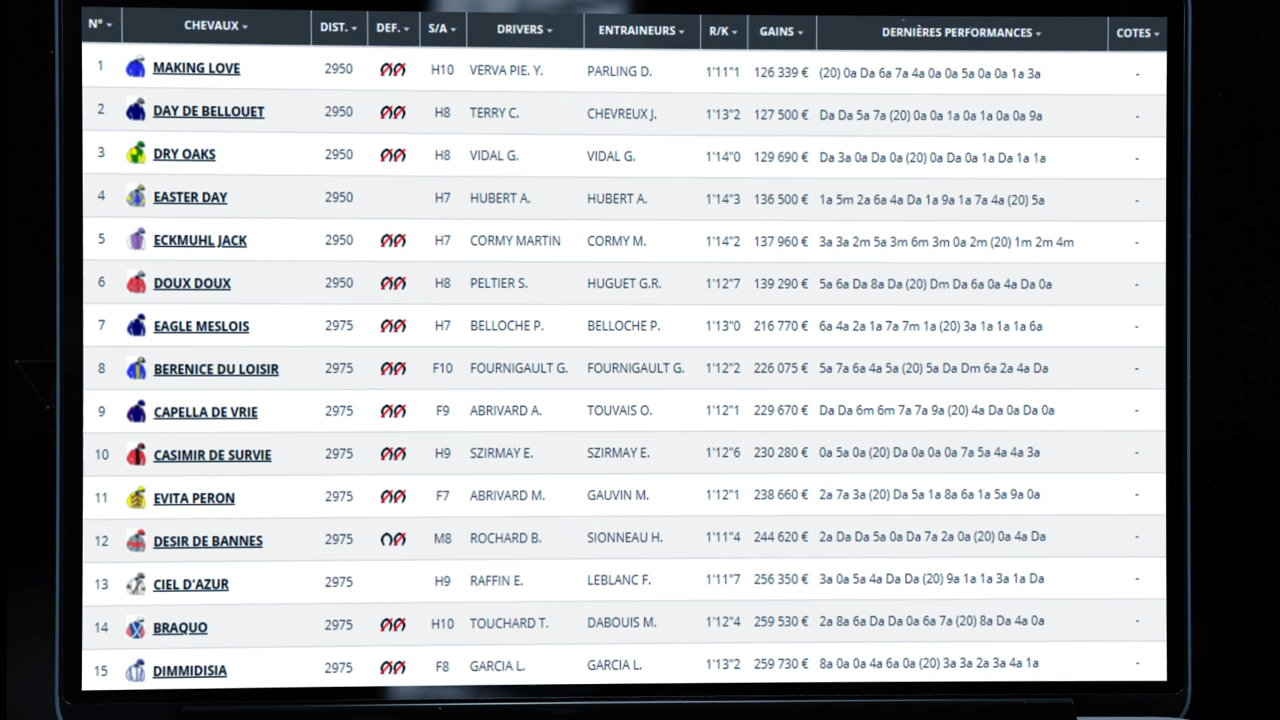 N° CHEVAUX DIST. DEF. S/A DRIVERS ENTRAINEURS R/K GAINS DERNIÈRES PERFORMANCES COTES
1 MAKING LOVE 2950 H10 VERVA PIE. Y. PARLING D. 1'11"1 126 339 € (20) 0a Da 6a 7a 4a 0a 0a 5a 0a 0a 1a 3a -
2 DAY DE BELLOUET 2950 H8 TERRY C. CHEVREUX J. 1'13"2 127 500 € Da Da 5a 7a (20) 0a 0a 1a 0a 1a 0a 0a 9a -
3 DRY OAKS 2950 H8 VIDAL G. VIDAL G. 1'14"0 129 690 € Da 3a 0a Da 0a (20) 0a Da 0a 1a Da 1a 1a -
4 EASTER DAY 2950 H7 HUBERT A. HUBERT A. 1'14"3 136 500 € 1a 5m 2a 6a 4a Da 1a 9a 1a 7a 4a (20) 5a -
5 ECKMUHL JACK 2950 H7 CORMY MARTIN CORMY M. 1'14"2 137 960 € 3a 3a 2m 5a 3m 6m 3m 0a 2m (20) 1m 2m 4m -
6 DOUX DOUX 2950 H8 PELTIER S. HUGUET G.R. 1'12"7 139 290 € 5a 6a Da 8a Da (20) Dm Da 6a 0a 4a Da 0a -
7 EAGLE MESLOIS 2975 H7 BELLOCHE P. BELLOCHE P. 1'13"0 216 770 € 6a 4a 2a 1a 7a 7m 1a (20) 3a 1a 1a 1a 6a -
8 BERENICE DU LOISIR 2975 F10 FOURNIGAULT G. FOURNIGAULT G. 1'12"2 226 075 € 5a 7a 6a 4a 5a (20) 5a Da Dm 6a 2a 4a Da -
9 CAPELLA DE VRIE 2975 F9 ABRIVARD A. TOUVAIS O. 1'12"1 229 670 € Da Da 6m 6m 7a 7a 9a (20) 4a Da 0a Da 0a -
10 CASIMIR DE SURVIE 2975 H9 SZIRMAY E. SZIRMAY E. 1'12"6 230 280 € 0a 5a 0a (20) Da 0a 0a 0a 7a 5a 4a 4a 3a -
11 EVITA PERON 2975 F7 ABRIVARD M. GAUVIN M. 1'12"1 238 660 € 2a 7a 3a (20) Da 5a 1a 8a 6a 1a 5a 9a 0a -
12 DESIR DE BANNES 2975 M8 ROCHARD B. SIONNEAU H. 1'11"4 244 620 € 2a Da Da 5a 0a Da 7a 2a 0a (20) 0a 4a Da -
13 CIEL D'AZUR 2975 H9 RAFFIN E. LEBLANC F. 1'11"7 256 350 € 3a 0a 5a 4a Da Da (20) 9a 1a 1a 3a 1a Da -
14 BRAQUO 2975 H10 TOUCHARD T. DABOUIS M. 1'12"4 259 530 € 2a 8a 6a Da Da 0a 6a 7a (20) 8a Da 4a 0a -
15 DIMMIDISIA 2975 F8 GARCIA L. GARCIA L. 1'13"2 259 730 € 8a 0a 0a 4a 6a 0a (20) 3a 3a 2a 3a 4a 1a -